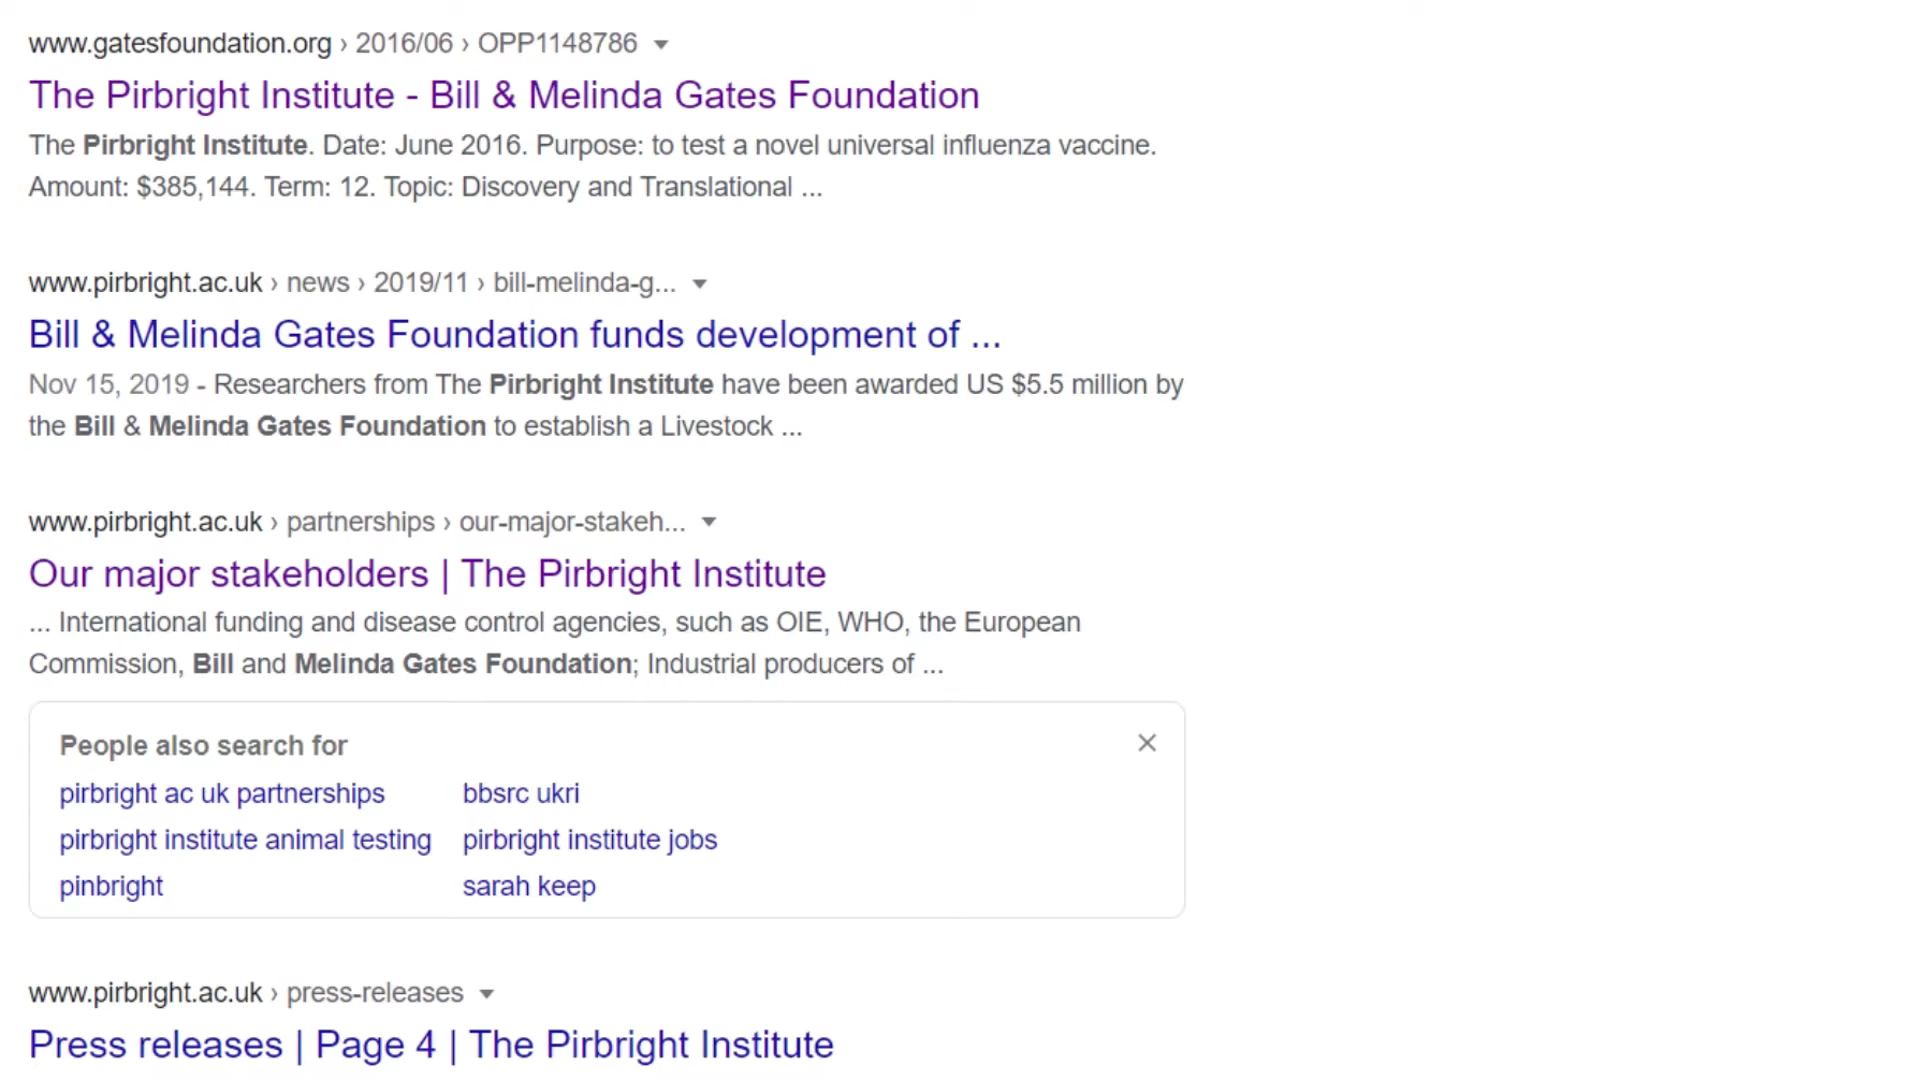 www.gatesfoundation.org › 2016/06 › OPP1148786
The Pirbright Institute - Bill & Melinda Gates Foundation
The Pirbright Institute. Date: June 2016. Purpose: to test a novel universal influenza vaccine.
Amount: $385,144. Term: 12. Topic: Discovery and Translational ...
www.pirbright.ac.uk › news › 2019/11 › bill-melinda-g...
Bill & Melinda Gates Foundation funds development of ...
Nov 15, 2019 - Researchers from The Pirbright Institute have been awarded US $5.5 million by
the Bill & Melinda Gates Foundation to establish a Livestock ...
www.pirbright.ac.uk › partnerships › our-major-stakeh...
Our major stakeholders | The Pirbright Institute
... International funding and disease control agencies, such as OIE, WHO, the European
Commission, Bill and Melinda Gates Foundation; Industrial producers of ...
People also search for
pirbright ac uk partnerships bbsrc ukri
pirbright institute animal testing pirbright institute jobs
pinbright sarah keep
www.pirbright.ac.uk › press-releases
Press releases | Page 4 | The Pirbright Institute